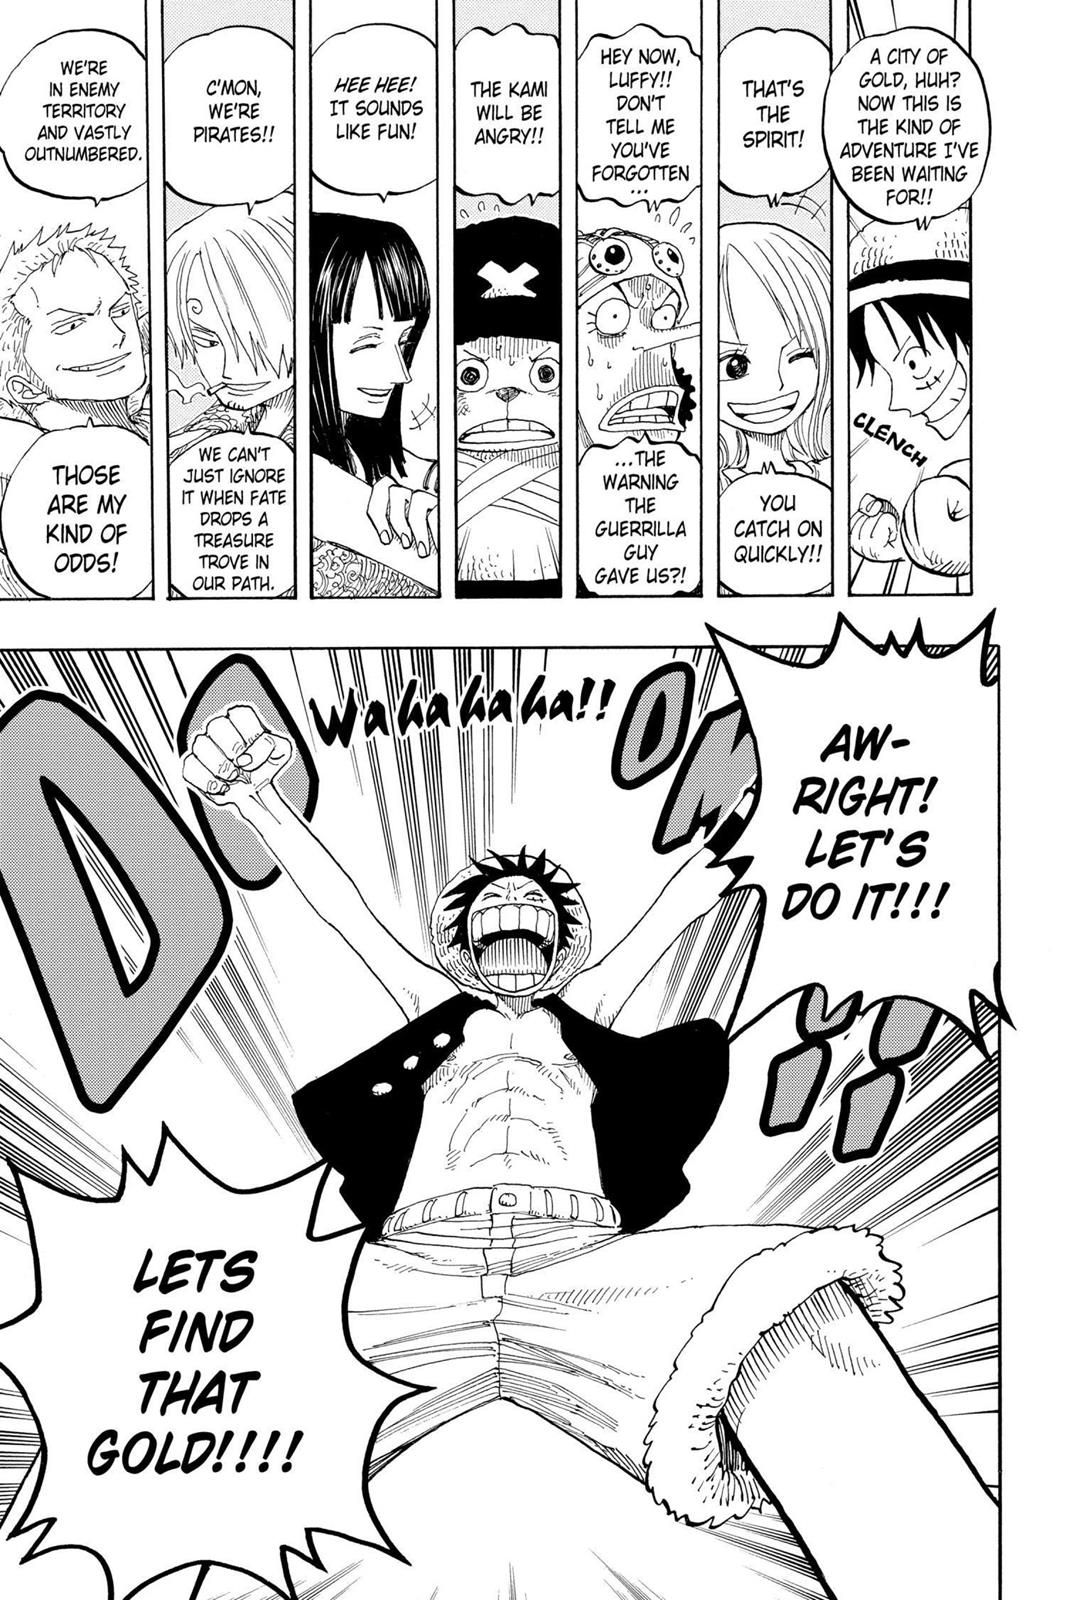 A CITY OF
GOLD, HUH?
NOW THIS IS
THE KIND OF
ADVENTURE I'VE
BEEN WAITING
FOR!!
CLENCH
THAT'S
THE
SPIRIT!
YOU
CATCH ON
QUICKLY!!
HEY NOW,
LUFFY!!
DON'T
TELL ME
YOU'VE
FORGOTTEN
...
...THE
WARNING
THE
GUERRILLA
GUY
GAVE US?!
THE KAMI
WILL BE
ANGRY!!
HEE HEE!
IT SOUNDS
LIKE FUN!
C'MON,
WE'RE
PIRATES!!
WE CAN'T
JUST IGNORE
IT WHEN FATE
DROPS A
TREASURE
TROVE IN
OUR PATH.
WE'RE
IN ENEMY
TERRITORY
AND VASTLY
OUTNUMBERED.
THOSE
ARE MY
KIND OF
ODDS!
AW-
RIGHT!
LET'S
DO IT!!!
Wahahahaha!!
LETS
FIND
THAT
GOLD!!!!